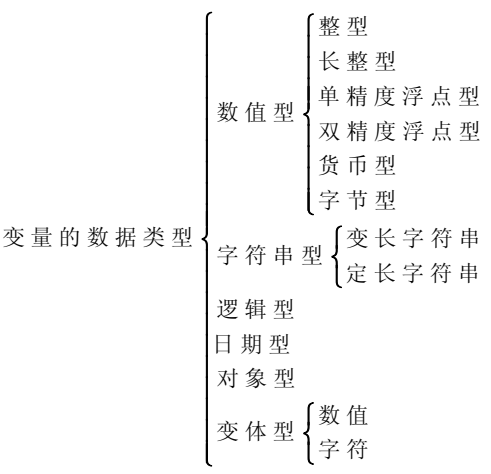 变量的数据类型
数值型
整型
长整型
单精度浮点型
双精度浮点型
货币型
字节型
字符串型
变长字符串
定长字符串
逻辑型
日期型
对象型
变体型
数值
字符